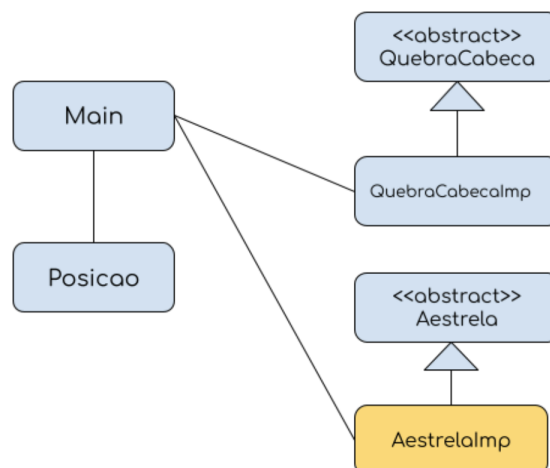 <<abstract>>
QuebraCabeca
Main
QuebraCabecaImp
Posicao
<<abstract>>
Aestrela
AestrelaImp